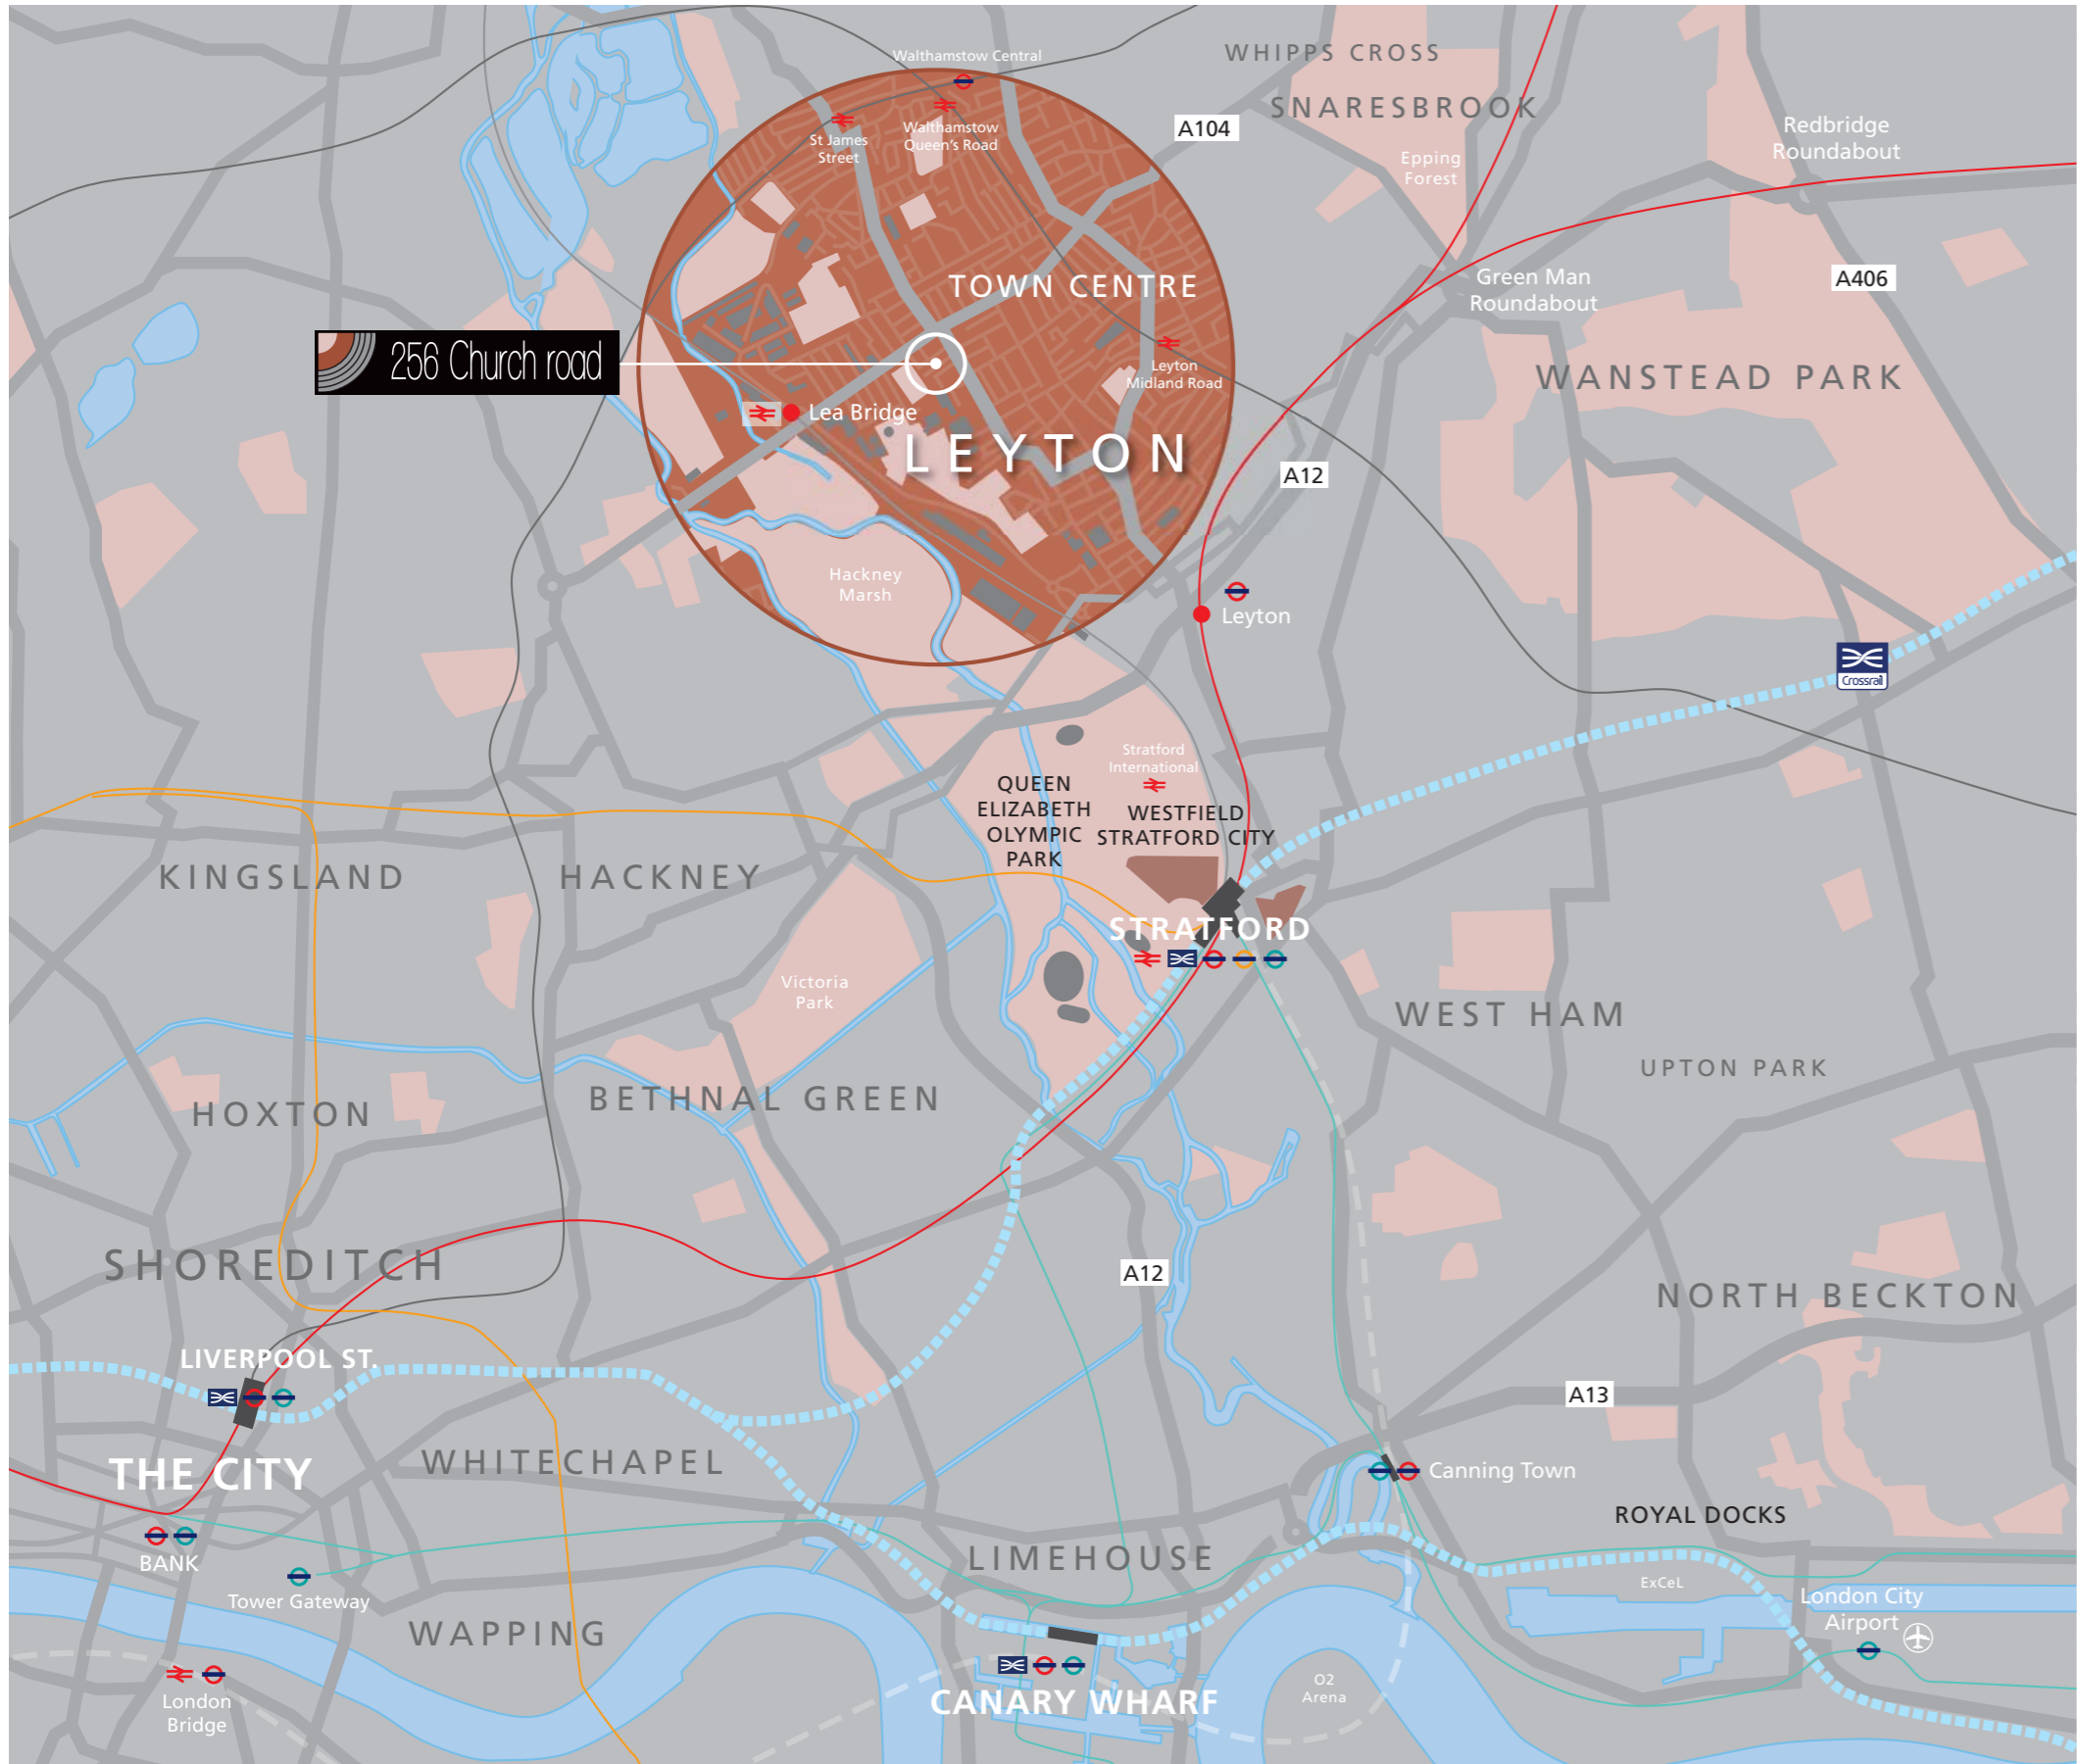 Walthamstow Central
WHIPPS CROSS
SNARESBROOK
A104
Redbridge
Roundabout
St James
Street
Walthamstow
Queen's Road
Epping
Forest
TOWN CENTRE
Green Man
Roundabout
A406
256 Church road
Leyton
Midland Road
WANSTEAD PARK
Lea Bridge
LEYTON
A12
Hackney
Marsh
Leyton
Crossrail
Stratford
International
QUEEN
ELIZABETH
OLYMPIC
PARK
WESTFIELD
STRATFORD CITY
KINGSLAND
HACKNEY
STRATFORD
Victoria
Park
WEST HAM
UPTON PARK
BETHNAL GREEN
HOXTON
SHOREDITCH
A12
NORTH BECKTON
LIVERPOOL ST.
A13
THE CITY
WHITECHAPEL
Canning Town
ROYAL DOCKS
BANK
LIMEHOUSE
Tower Gateway
ExCeL
London City
Airport
WAPPING
London
Bridge
CANARY WHARF
O2
Arena